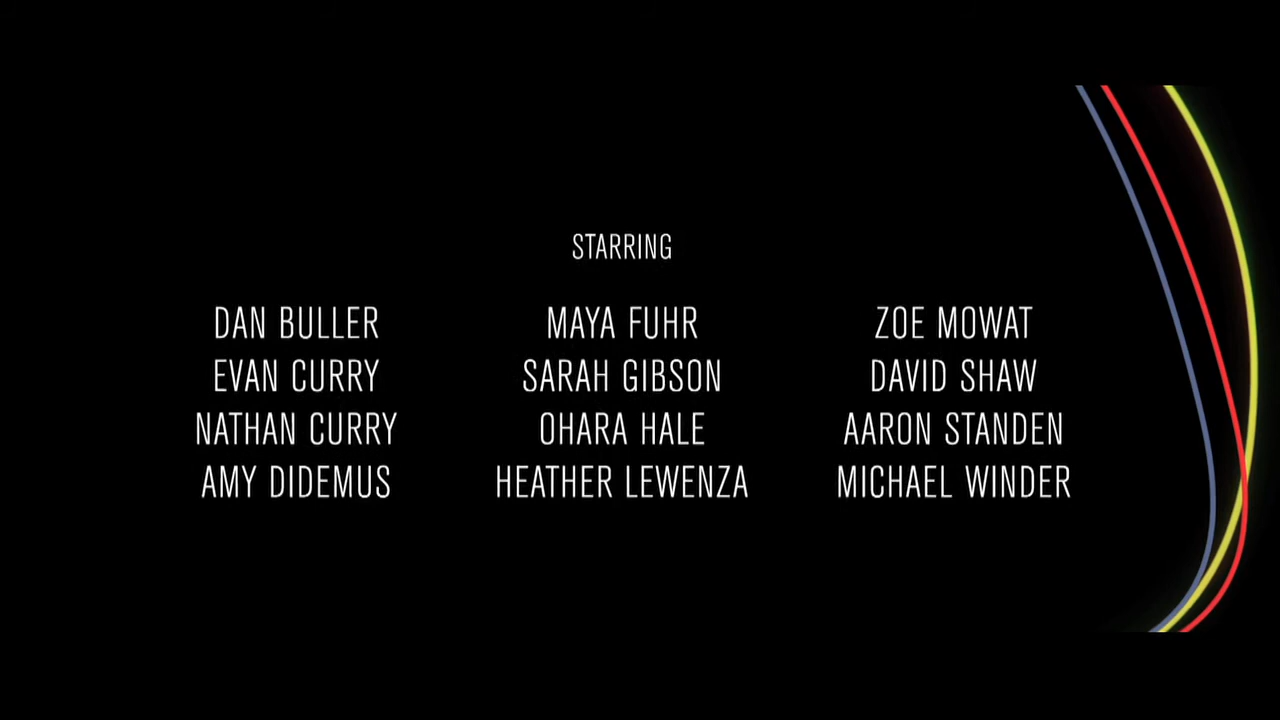 STARRING
DAN BULLER
EVAN CURRY
NATHAN CURRY
AMY DIDEMUS
MAYA FUHR
SARAH GIBSON
OHARA HALE
HEATHER LEWENZA
ZOE MOWAT
DAVID SHAW
AARON STANDEN
MICHAEL WINDER